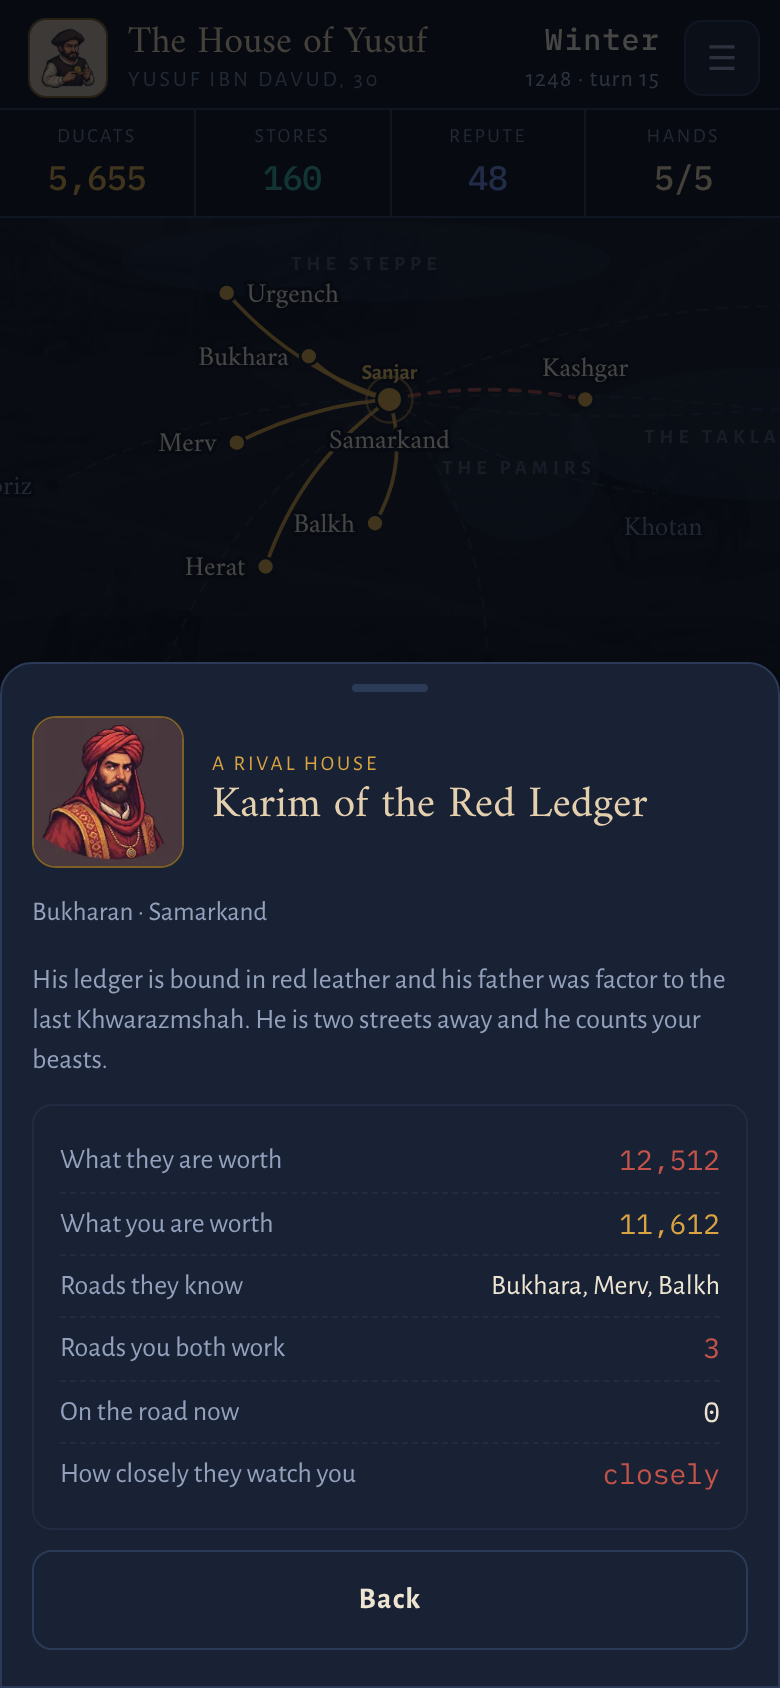 The House of Yusuf
YUSUF IBN DAVUD, 30
Winter
1248 · turn 15
DUCATS
5,655
STORES
160
REPUTE
48
HANDS
5/5
THE STEPPE
Urgench
Bukhara
Sanjar
Kashgar
Merv
Samarkand
THE TAKLA
THE PAMIRS
riz
Balkh
Khotan
Herat
A RIVAL HOUSE
Karim of the Red Ledger
Bukharan · Samarkand
His ledger is bound in red leather and his father was factor to the
last Khwarazmshah. He is two streets away and he counts your
beasts.
What they are worth 12,512
What you are worth 11,612
Roads they know Bukhara, Merv, Balkh
Roads you both work 3
On the road now 0
How closely they watch you closely
Back